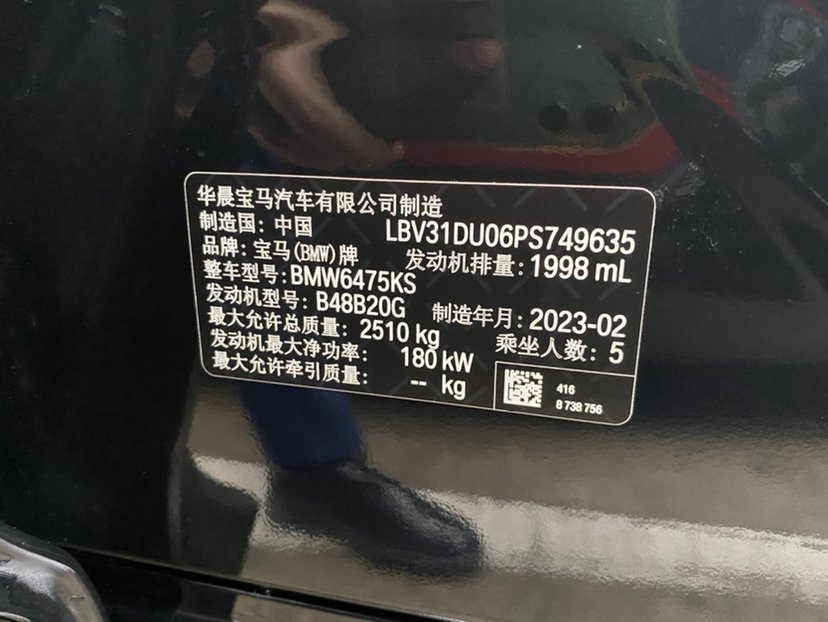 华晨宝马汽车有限公司制造
制造国: 中国 LBV31DU06PS749635
品牌: 宝马(BMW)牌 发动机排量: 1998 mL
整车型号: BMW6475KS
发动机型号: B48B20G 制造年月: 2023-02
最大允许总质量: 2510 kg 乘坐人数: 5
发动机最大净功率: 180 kW
最大允许牵引质量: -- kg
416
8 738 756